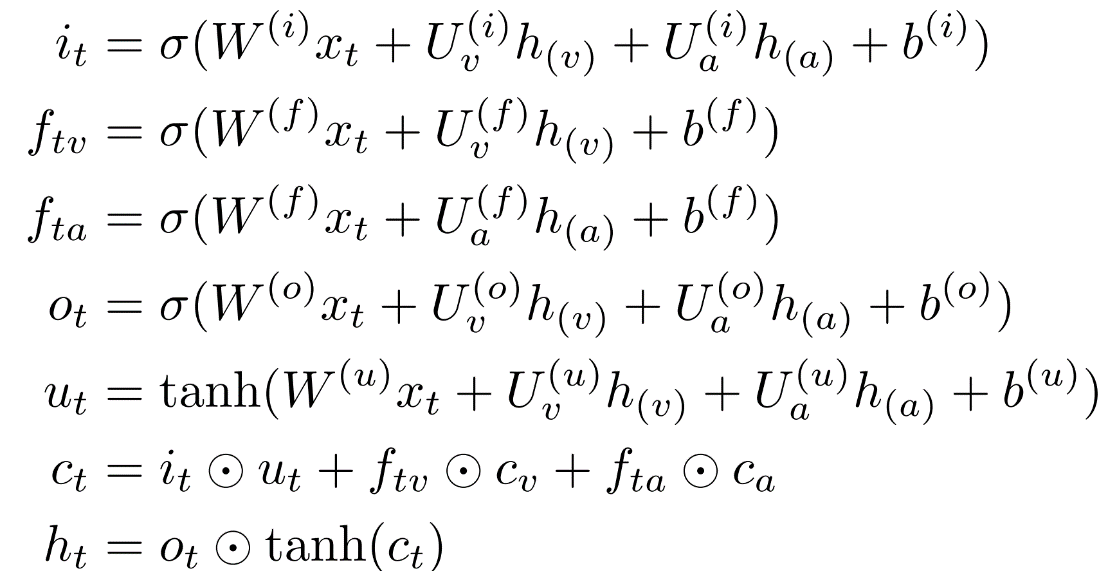 i_t = σ(W^{(i)}x_t + U_v^{(i)}h_{(v)} + U_a^{(i)}h_{(a)} + b^{(i)})
f_{tv} = σ(W^{(f)}x_t + U_v^{(f)}h_{(v)} + b^{(f)})
f_{ta} = σ(W^{(f)}x_t + U_a^{(f)}h_{(a)} + b^{(f)})
o_t = σ(W^{(o)}x_t + U_v^{(o)}h_{(v)} + U_a^{(o)}h_{(a)} + b^{(o)})
u_t = tanh(W^{(u)}x_t + U_v^{(u)}h_{(v)} + U_a^{(u)}h_{(a)} + b^{(u)})
c_t = i_t ⊙ u_t + f_{tv} ⊙ c_v + f_{ta} ⊙ c_a
h_t = o_t ⊙ tanh(c_t)